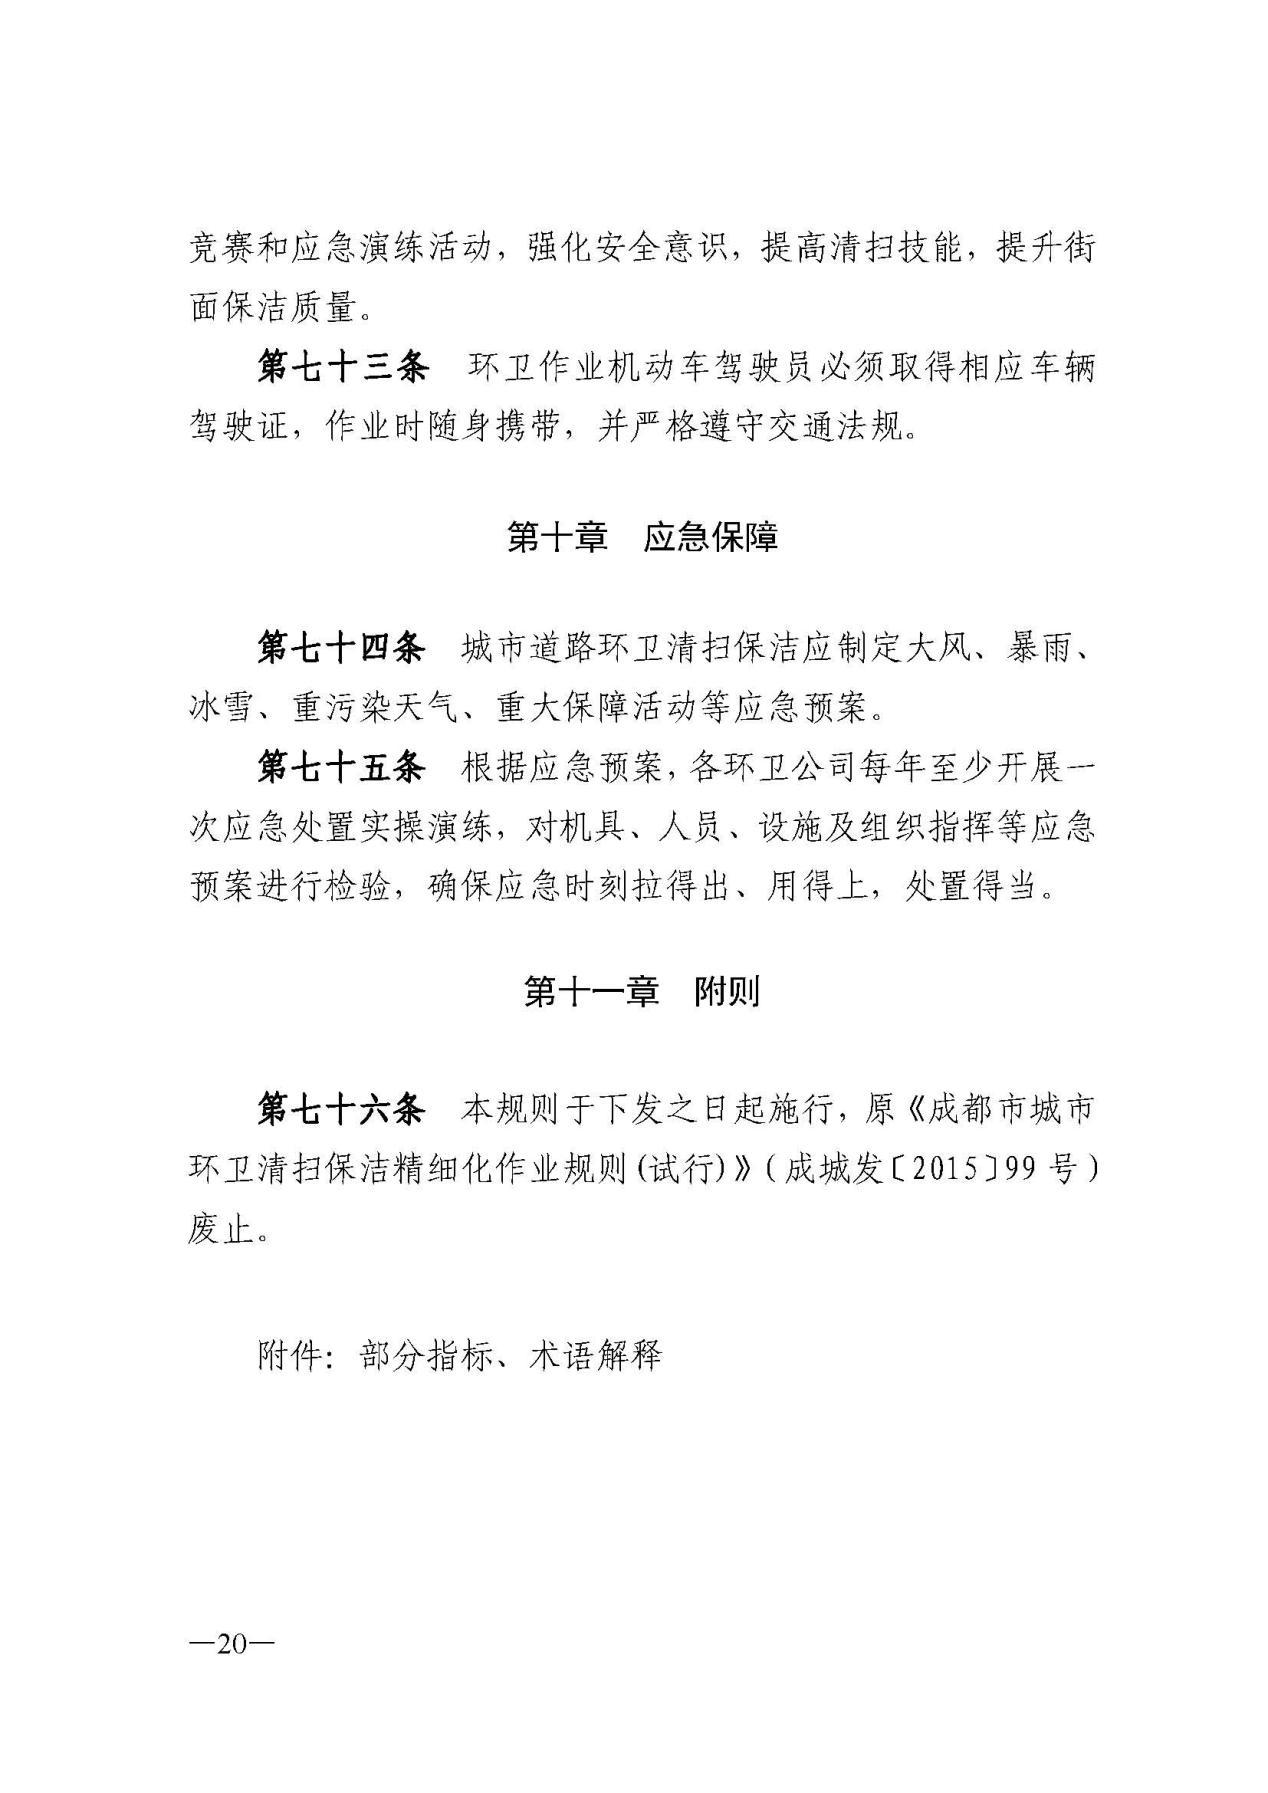 竞赛和应急演练活动，强化安全意识，提高清扫技能，提升街
面保洁质量。
第七十三条　环卫作业机动车驾驶员必须取得相应车辆
驾驶证，作业时随身携带，并严格遵守交通法规。
第十章　应急保障
第七十四条　城市道路环卫清扫保洁应制定大风、暴雨、
冰雪、重污染天气、重大保障活动等应急预案。
第七十五条　根据应急预案，各环卫公司每年至少开展一
次应急处置实操演练，对机具、人员、设施及组织指挥等应急
预案进行检验，确保应急时刻拉得出、用得上，处置得当。
第十一章　附则
第七十六条　本规则于下发之日起施行，原《成都市城市
环卫清扫保洁精细化作业规则(试行)》（成城发〔2015〕99 号）
废止。
附件：部分指标、术语解释
—20—